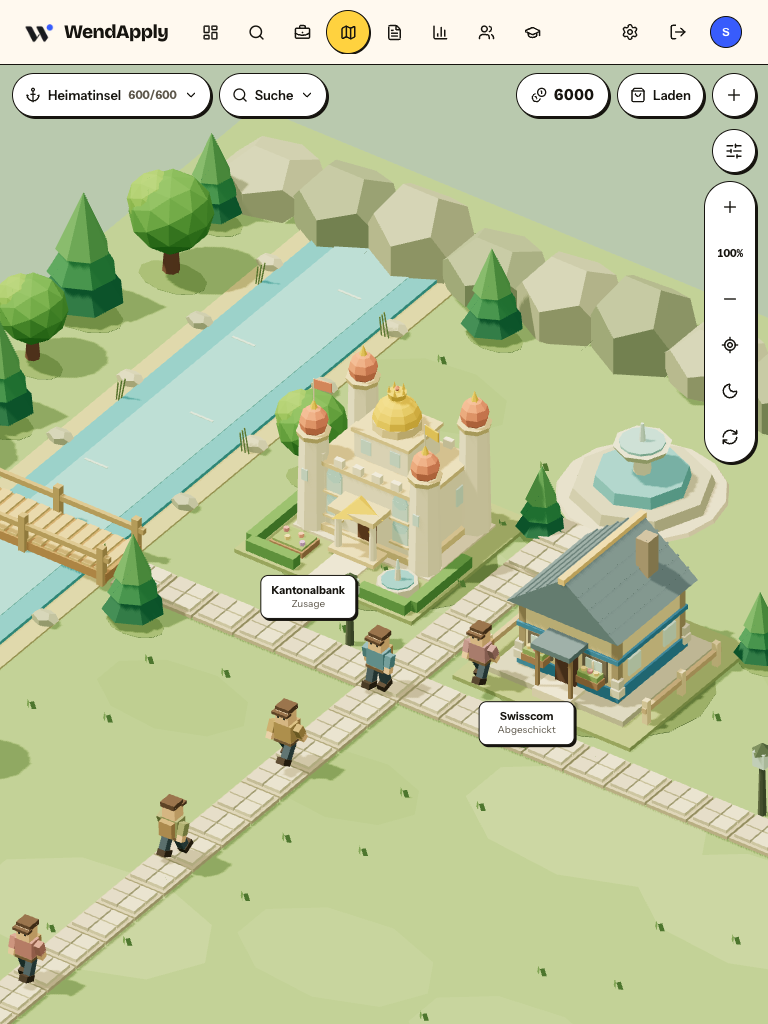 WendApply
S
Heimatinsel 600/600
Suche
6000
Laden
100%
Kantonalbank
Zusage
Swisscom
Abgeschickt